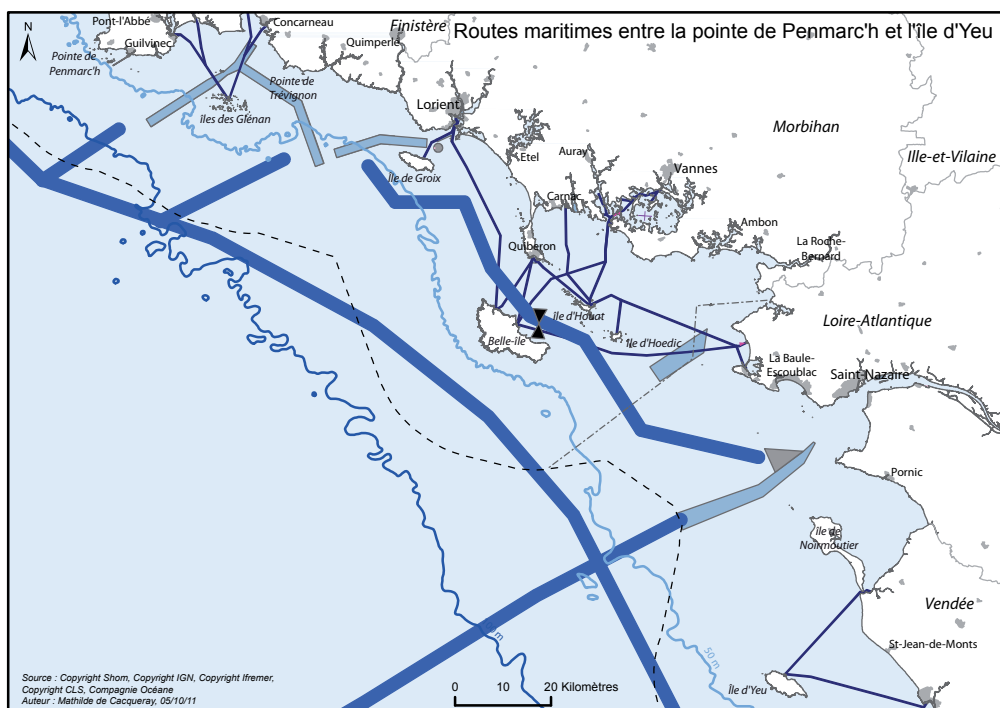 Routes maritimes entre la pointe de Penmarc'h et l'île d'Yeu
N
Pont-l'Abbé
Concarneau
Finistère
Guilvinec
Quimperlé
Pointe de
Penmarc'h
Pointe de
Trévignon
îles des Glénan
Lorient
Morbihan
Ille-et-Vilaine
Etel
Auray
Vannes
Île de Groix
Carnac
Ambon
Quiberon
La Roche-
Bernard
île d'Houat
Belle-île
île d'Hoedic
Loire-Atlantique
La Baule-
Escoublac
Saint-Nazaire
Pornic
île de
Noirmoutier
Vendée
St-Jean-de-Monts
50 m
Île d'Yeu
Source : Copyright Shom, Copyright IGN, Copyright Ifremer,
Copyright CLS, Compagnie Océane
Auteur : Mathilde de Cacqueray, 05/10/11
0 10 20 Kilomètres